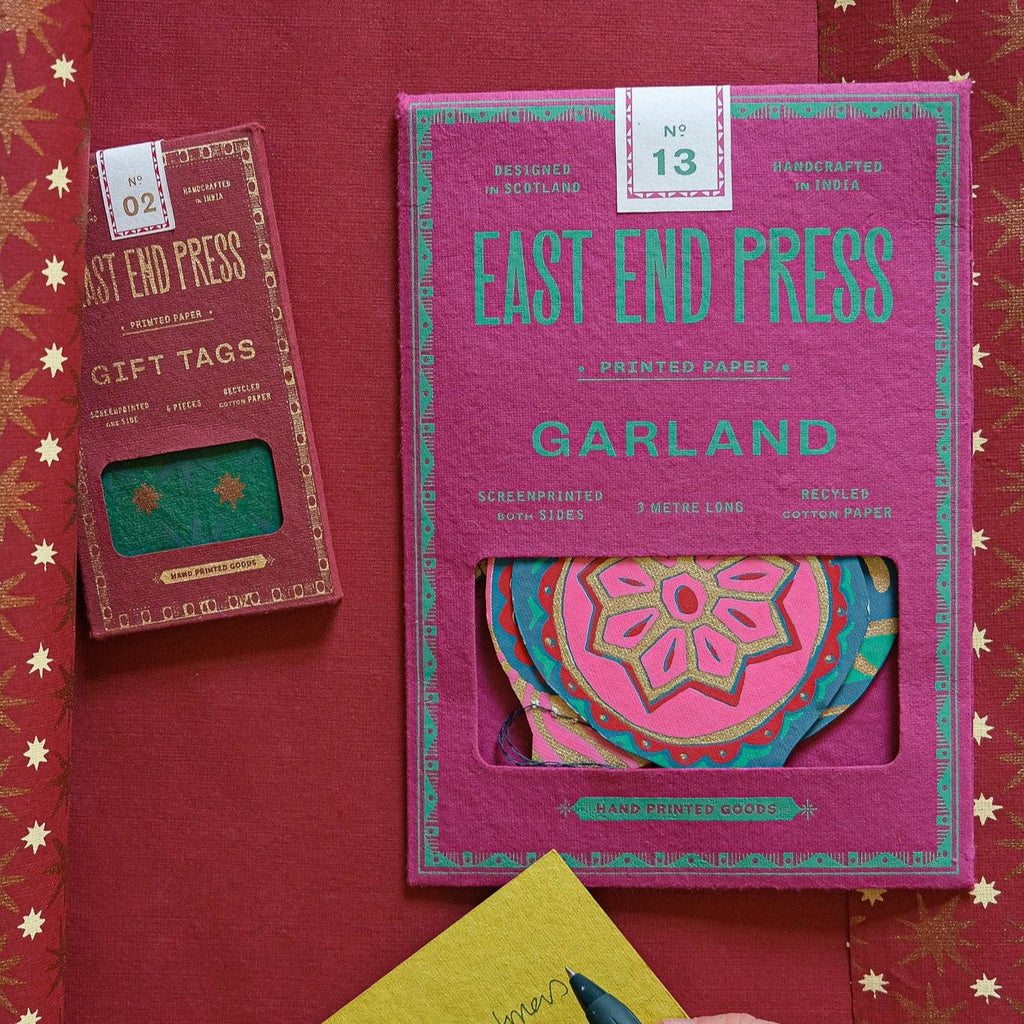 Nº
02
HANDCRAFTED
IN INDIA
AST END PRESS
PRINTED PAPER
GIFT TAGS
SCREENPRINTED
ONE SIDE
6 PIECES
RECYCLED
COTTON PAPER
HAND PRINTED GOODS
Nº
13
DESIGNED
IN SCOTLAND
HANDCRAFTED
IN INDIA
EAST END PRESS
• PRINTED PAPER •
GARLAND
SCREENPRINTED
BOTH SIDES
3 METRE LONG
RECYLED
COTTON PAPER
HAND PRINTED GOODS